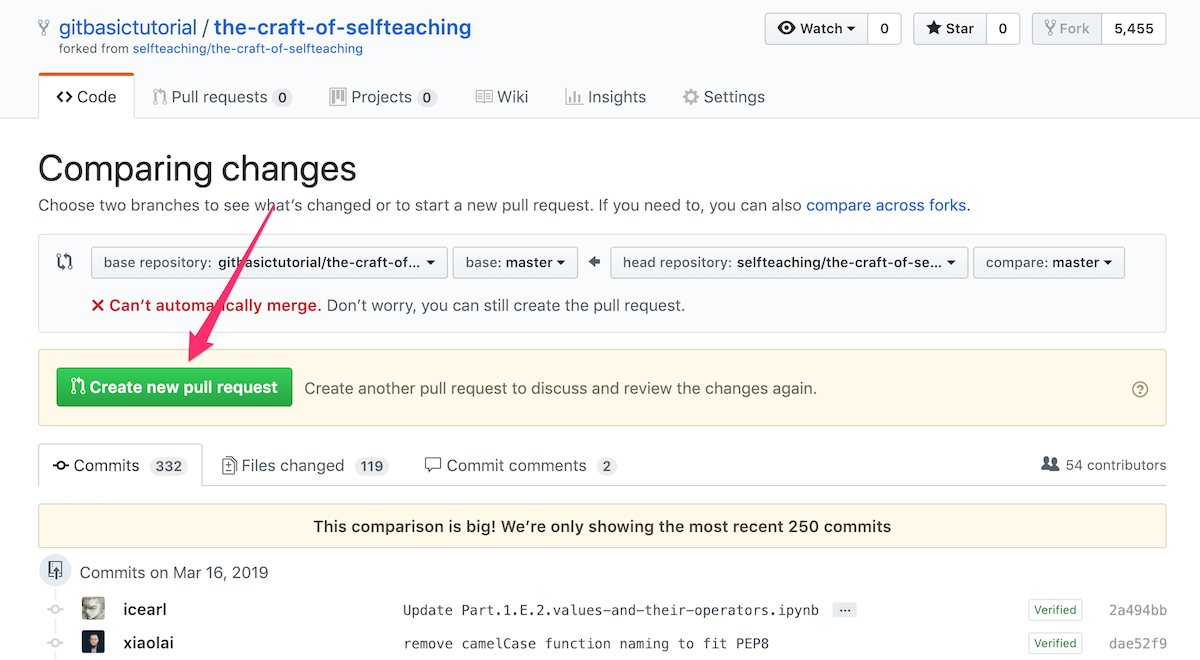 gitbasictutorial / the-craft-of-selfteaching
Watch 0 Star 0 Fork 5,455
forked from selfteaching/the-craft-of-selfteaching
Code Pull requests 0 Projects 0 Wiki Insights Settings
Comparing changes
Choose two branches to see what's changed or to start a new pull request. If you need to, you can also compare across forks.
base repository: gitbasictutorial/the-craft-of... base: master head repository: selfteaching/the-craft-of-se... compare: master
Can't automatically merge. Don't worry, you can still create the pull request.
Create new pull request Create another pull request to discuss and review the changes again.
Commits 332 Files changed 119 Commit comments 2 54 contributors
This comparison is big! We're only showing the most recent 250 commits
Commits on Mar 16, 2019
icearl Update Part.1.E.2.values-and-their-operators.ipynb ... Verified 2a494bb
xiaolai remove camelCase function naming to fit PEP8 Verified dae52f9